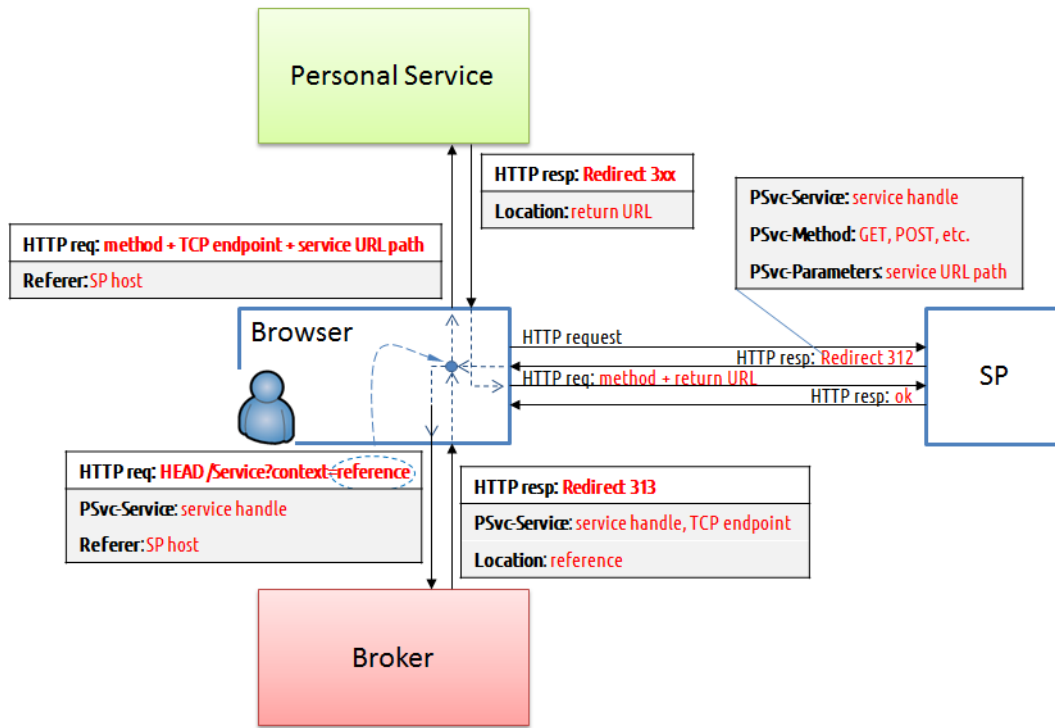 Personal Service
HTTP resp: Redirect 3xx
Location: return URL
PSvc-Service: service handle
PSvc-Method: GET, POST, etc.
PSvc-Parameters: service URL path
HTTP req: method + TCP endpoint + service URL path
Referer: SP host
Browser
HTTP request
HTTP resp: Redirect 312
HTTP req: method + return URL
HTTP resp: ok
SP
HTTP req: HEAD /Service?context=reference
PSvc-Service: service handle
Referer: SP host
HTTP resp: Redirect 313
PSvc-Service: service handle, TCP endpoint
Location: reference
Broker